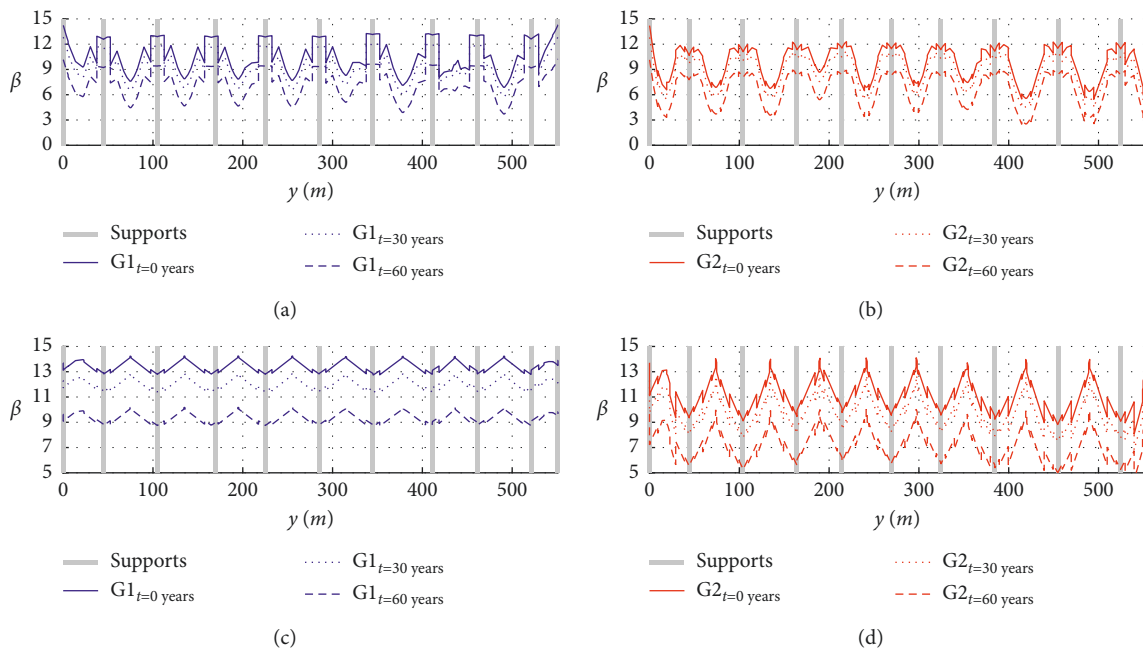 15
12
9
6
3
0
β
0 100 200 300 400 500
y (m)
Supports
G1t=0 years
G1t=30 years
G1t=60 years
(a)
15
12
9
6
3
0
β
0 100 200 300 400 500
y (m)
Supports
G2t=0 years
G2t=30 years
G2t=60 years
(b)
15
13
11
9
7
5
β
0 100 200 300 400 500
y (m)
Supports
G1t=0 years
G1t=30 years
G1t=60 years
(c)
15
13
11
9
7
5
β
0 100 200 300 400 500
y (m)
Supports
G2t=0 years
G2t=30 years
G2t=60 years
(d)